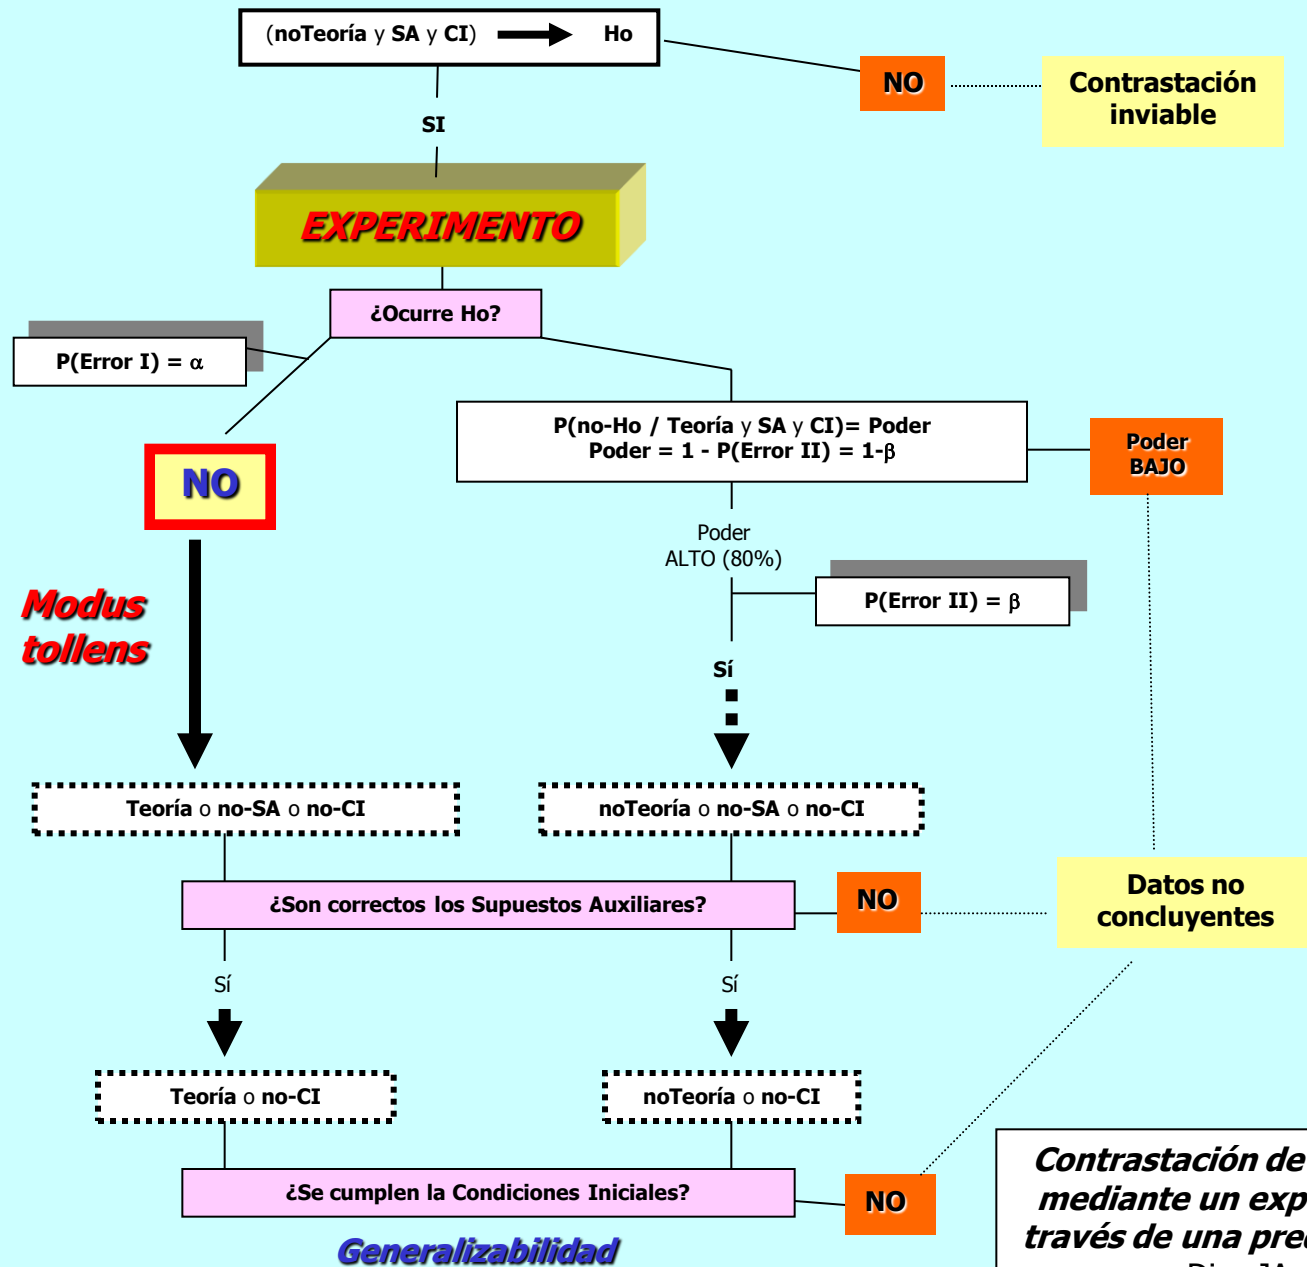 (noTeoría y SA y CI) Ho
NO
Contrastación
inviable
SI
EXPERIMENTO
¿Ocurre Ho?
P(Error I) = α
P(no-Ho / Teoría y SA y CI)= Poder
Poder = 1 - P(Error II) = 1-β
Poder
BAJO
NO
Poder
ALTO (80%)
P(Error II) = β
Modus
tollens
Sí
Teoría o no-SA o no-CI
noTeoría o no-SA o no-CI
¿Son correctos los Supuestos Auxiliares?
NO
Datos no
concluyentes
Sí
Sí
Teoría o no-CI
noTeoría o no-CI
¿Se cumplen la Condiciones Iniciales?
NO
Generalizabilidad
Contrastación de
mediante un exp
través de una pred